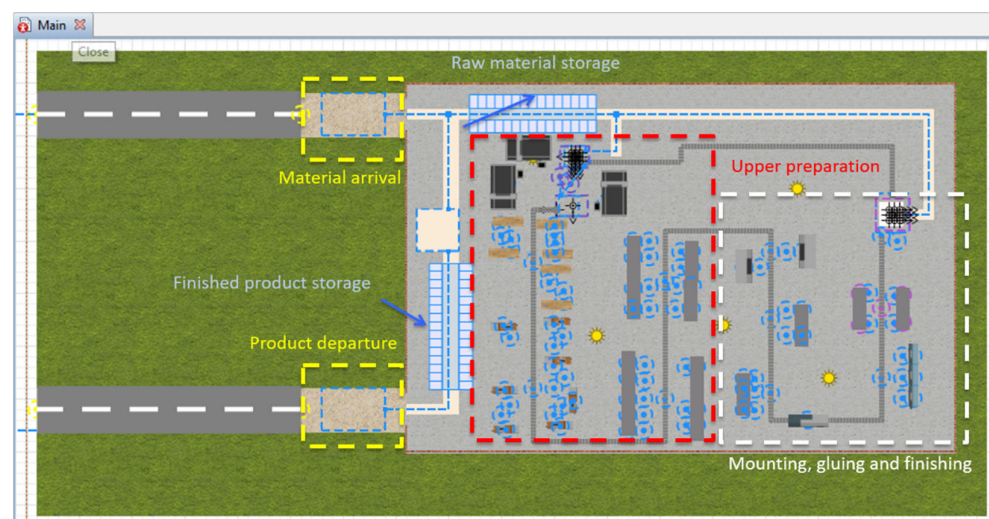 Main
Close
Raw material storage
Upper preparation
Material arrival
Finished product storage
Product departure
Mounting, gluing and finishing